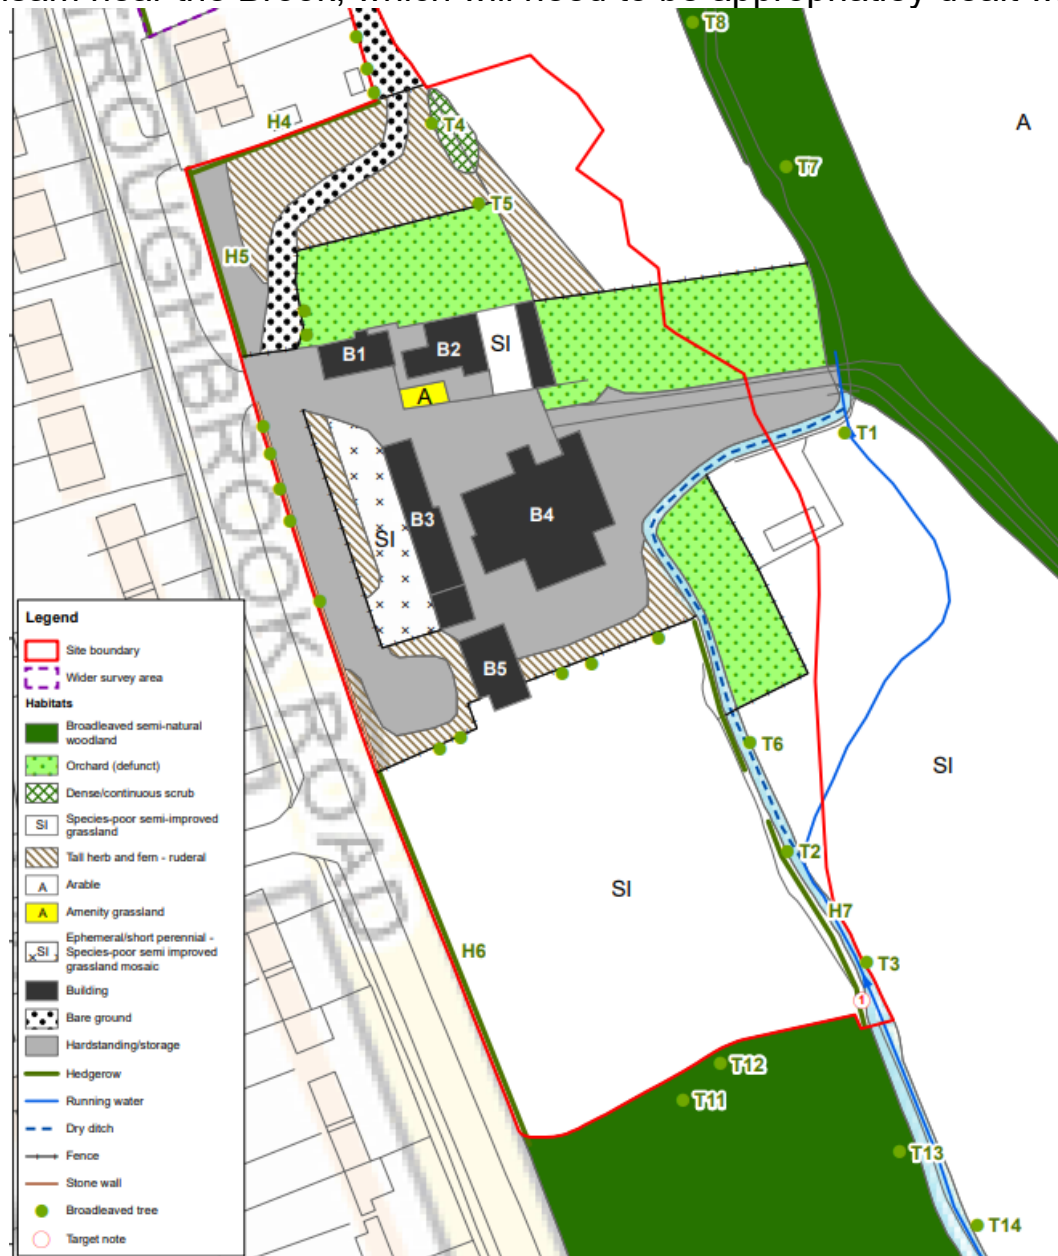 T8
A
H4
T4
T7
T5
H5
B1
B2
SI
A
T1
B3
B4
SI
B5
ROUGHBROOK ROAD
T6
SI
T2
SI
H7
H6
T3
1
T12
T11
T13
T14
Legend
Site boundary
Wider survey area
Habitats
Broadleaved semi-natural
woodland
Orchard (defunct)
Dense/continuous scrub
SI Species-poor semi-improved
grassland
Tall herb and fern - ruderal
A Arable
A Amenity grassland
Ephemeral/short perennial -
SI Species-poor semi improved
grassland mosaic
Building
Bare ground
Hardstanding/storage
Hedgerow
Running water
Dry ditch
Fence
Stone wall
Broadleaved tree
Target note